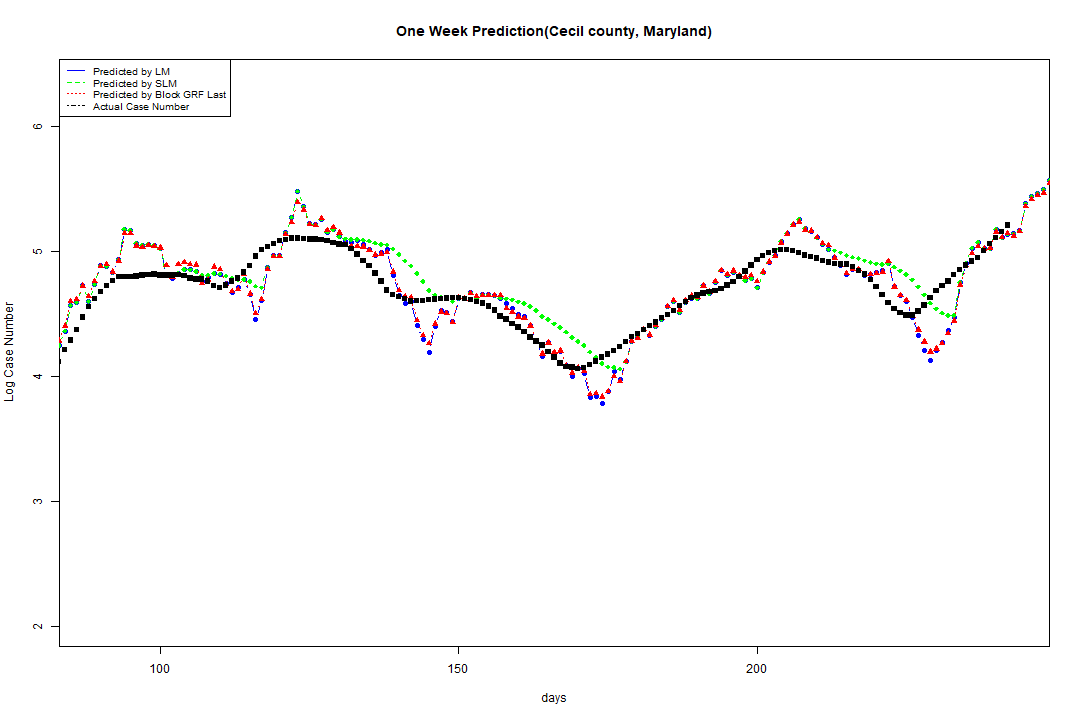 One Week Prediction(Cecil county, Maryland)
Predicted by LM
Predicted by SLM
Predicted by Block GRF Last
Actual Case Number
6
5
4
3
2
Log Case Number
100
150
200
days